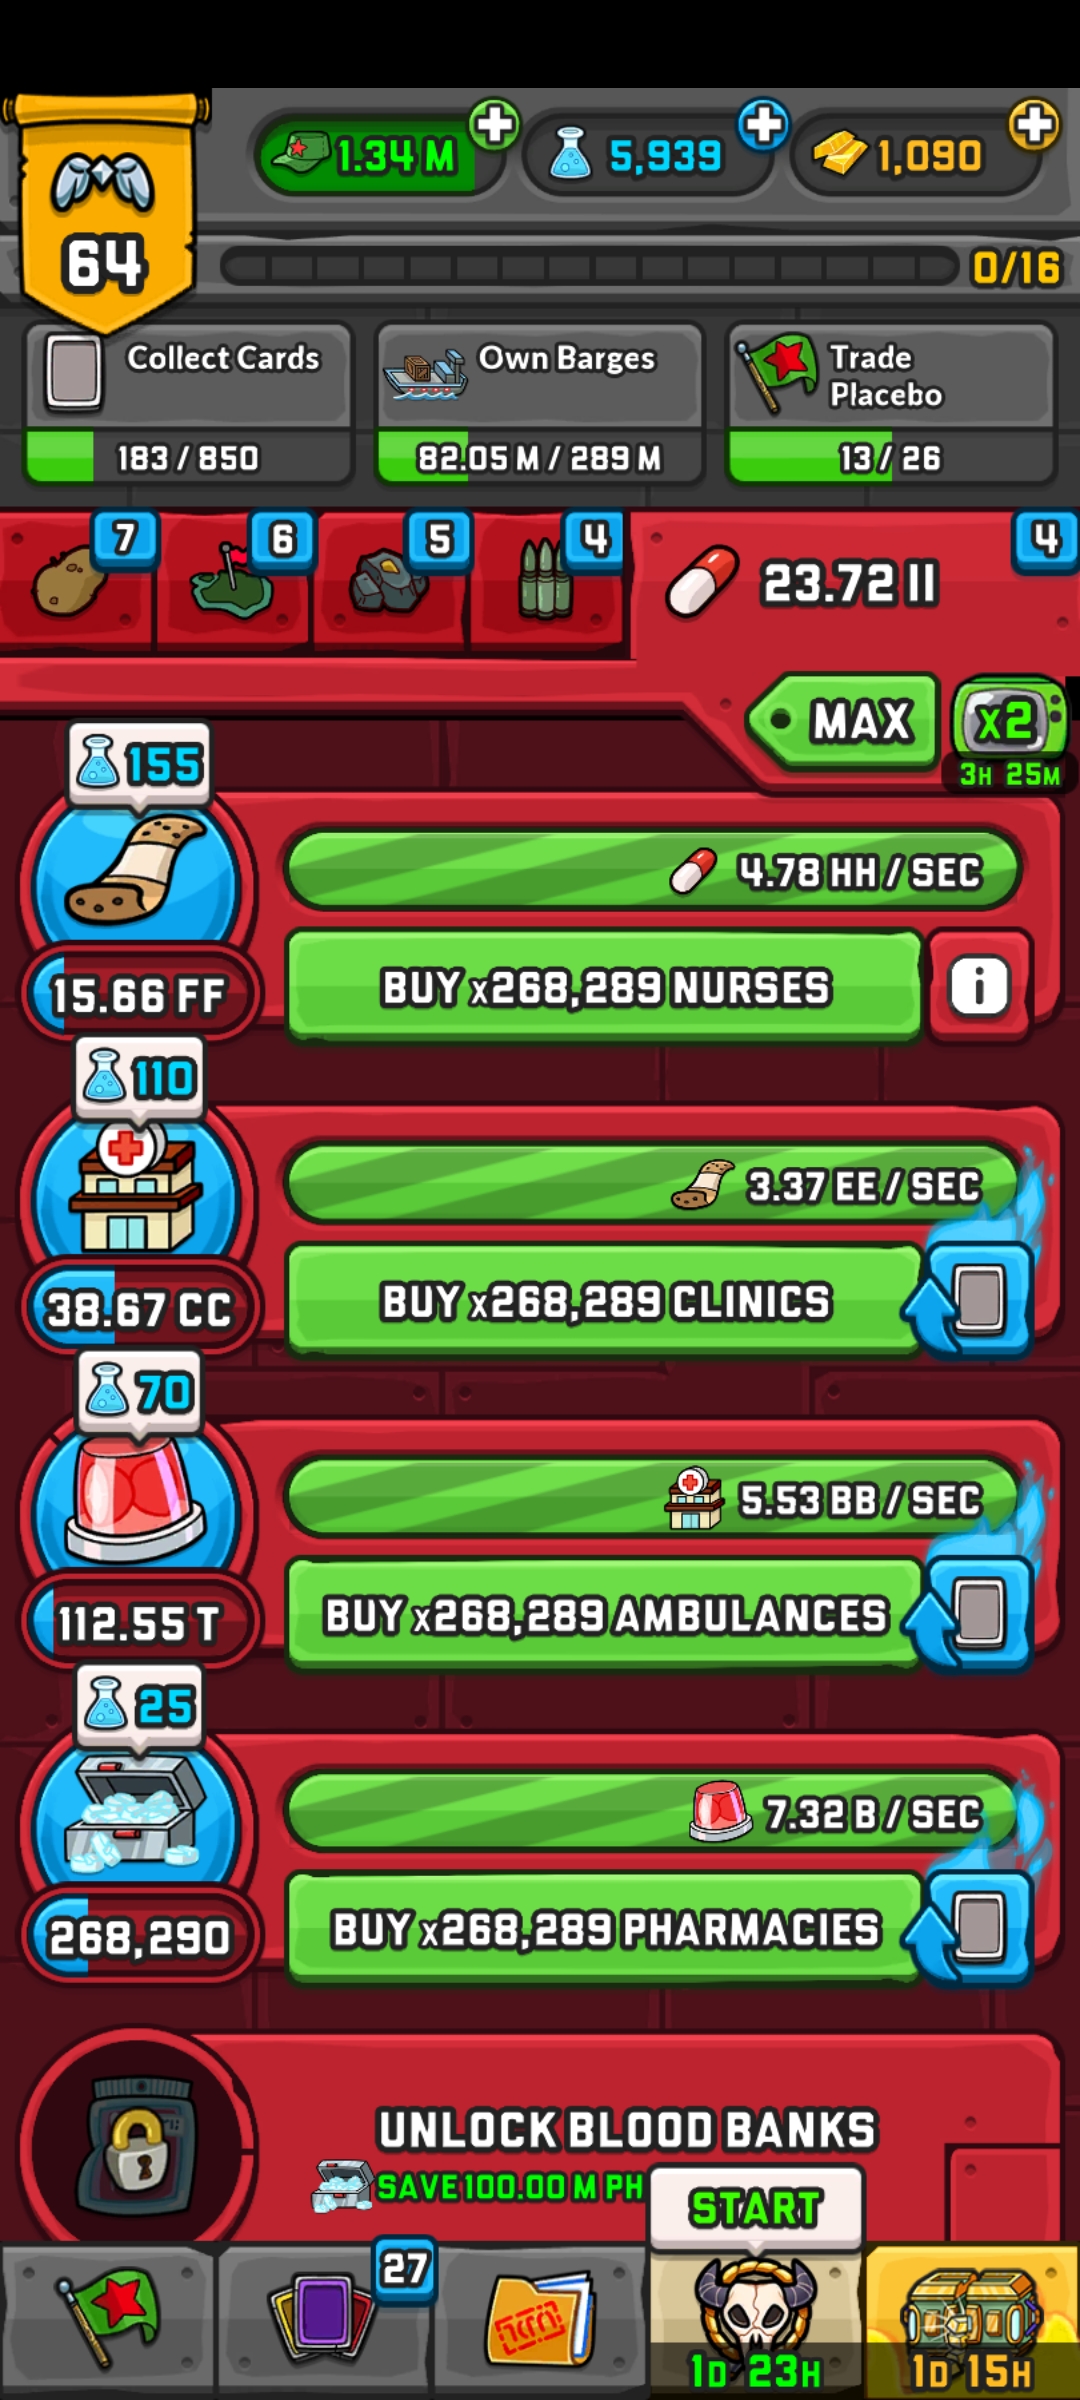 1.34 M
5,939
1,090
64
0/16
Collect Cards
183 / 850
Own Barges
82.05 M / 289 M
Trade
Placebo
13 / 26
7
6
5
4
23.72 II
4
MAX
x2
3H 25M
155
4.78 HH / SEC
15.66 FF
BUY x268,289 NURSES
i
110
3.37 EE / SEC
38.67 CC
BUY x268,289 CLINICS
70
5.53 BB / SEC
112.55 T
BUY x268,289 AMBULANCES
25
7.32 B / SEC
268,290
BUY x268,289 PHARMACIES
UNLOCK BLOOD BANKS
SAVE 100.00 M PH
START
27
1D 23H
1D 15H